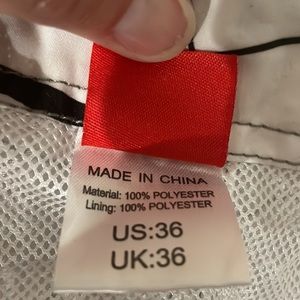 MADE IN CHINA
Material: 100% POLYESTER
Lining: 100% POLYESTER
US:36
UK:36